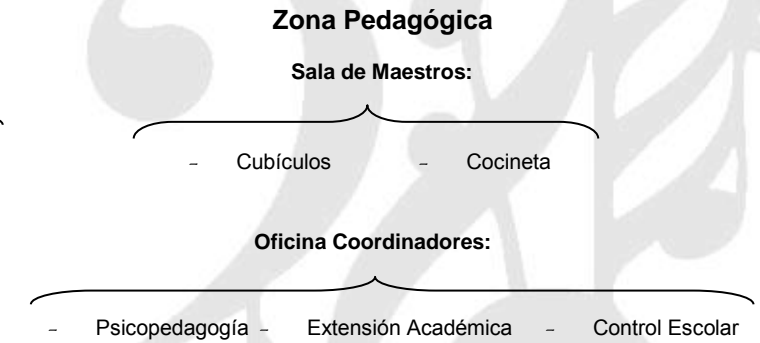 Zona Pedagógica
Sala de Maestros:
- Cubículos - Cocineta
Oficina Coordinadores:
- Psicopedagogía - Extensión Académica - Control Escolar